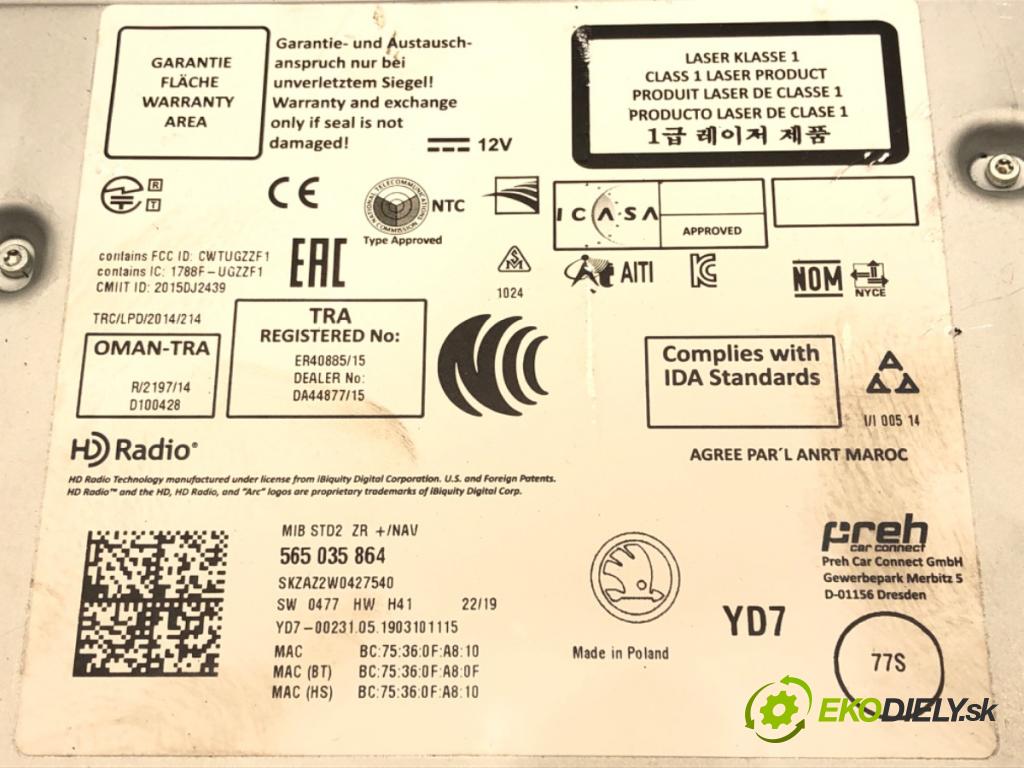 GARANTIE
FLÄCHE
WARRANTY
AREA
Garantie- und Austausch-
anspruch nur bei
unverletztem Siegel!
Warranty and exchange
only if seal is not
damaged!
12V
LASER KLASSE 1
CLASS 1 LASER PRODUCT
PRODUIT LASER DE CLASSE 1
PRODUCTO LASER DE CLASE 1
1급 레이저 제품
R
T
CE
NATIONAL TELECOMMUNICATIONS COMMISSION
NTC
Type Approved
ICASA
APPROVED
contains FCC ID: CWTUGZZF1
contains IC: 1788F-UGZZF1
CMIIT ID: 2015DJ2439
EAC
1024
AITI
NOM
NYCE
TRC/LPD/2014/214
OMAN-TRA
R/2197/14
D100428
TRA
REGISTERED No:
ER40885/15
DEALER No:
DA44877/15
Complies with
IDA Standards
I/I 005 14
HD Radio®
AGREE PAR'L ANRT MAROC
HD Radio Technology manufactured under license from iBiquity Digital Corporation. U.S. and Foreign Patents.
HD Radio™ and the HD, HD Radio, and "Arc" logos are proprietary trademarks of iBiquity Digital Corp.
MIB STD2 ZR +/NAV
565 035 864
SKZAZ2W0427540
SW 0477 HW H41 22/19
YD7-00231.05.1903101115
MAC BC:75:36:0F:A8:10
MAC (BT) BC:75:36:0F:A8:0F
MAC (HS) BC:75:36:0F:A8:10
Made in Poland
YD7
preh
car connect
Preh Car Connect GmbH
Gewerbepark Merbitz 5
D-01156 Dresden
77S
EKODIELY.sk